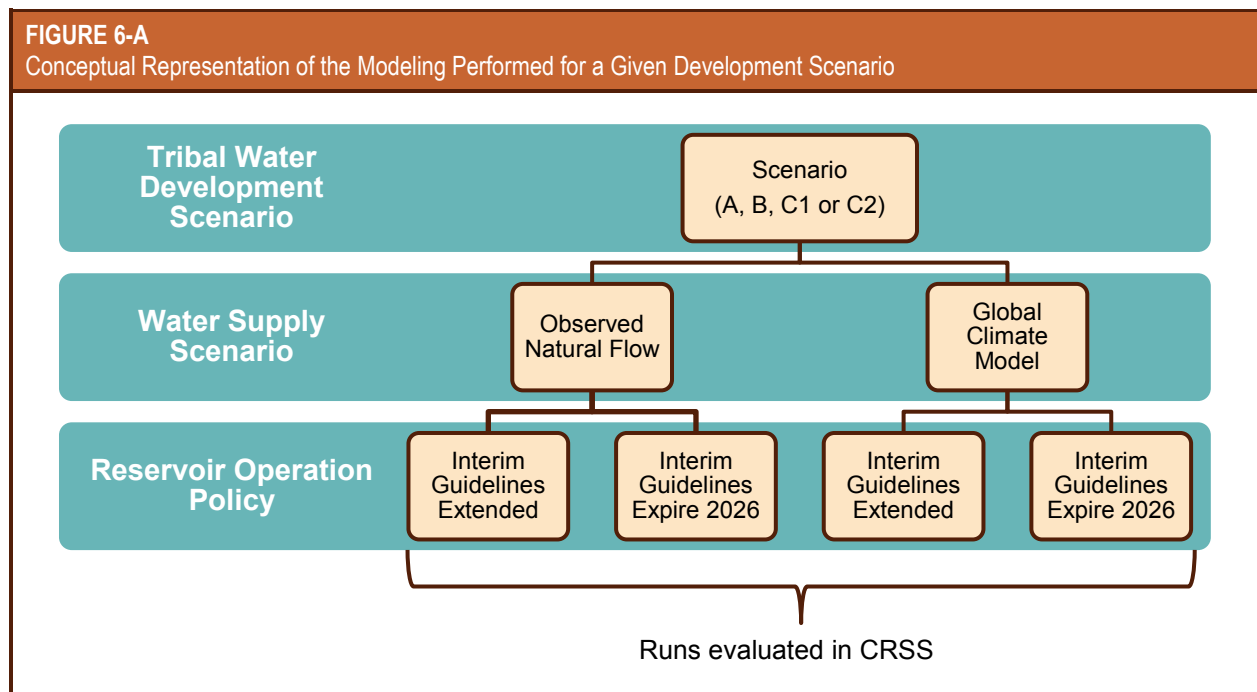 FIGURE 6-A
Conceptual Representation of the Modeling Performed for a Given Development Scenario
Tribal Water
Development
Scenario
Scenario
(A, B, C1 or C2)
Water Supply
Scenario
Observed
Natural Flow
Global
Climate
Model
Reservoir Operation
Policy
Interim
Guidelines
Extended
Interim
Guidelines
Expire 2026
Interim
Guidelines
Extended
Interim
Guidelines
Expire 2026
Runs evaluated in CRSS